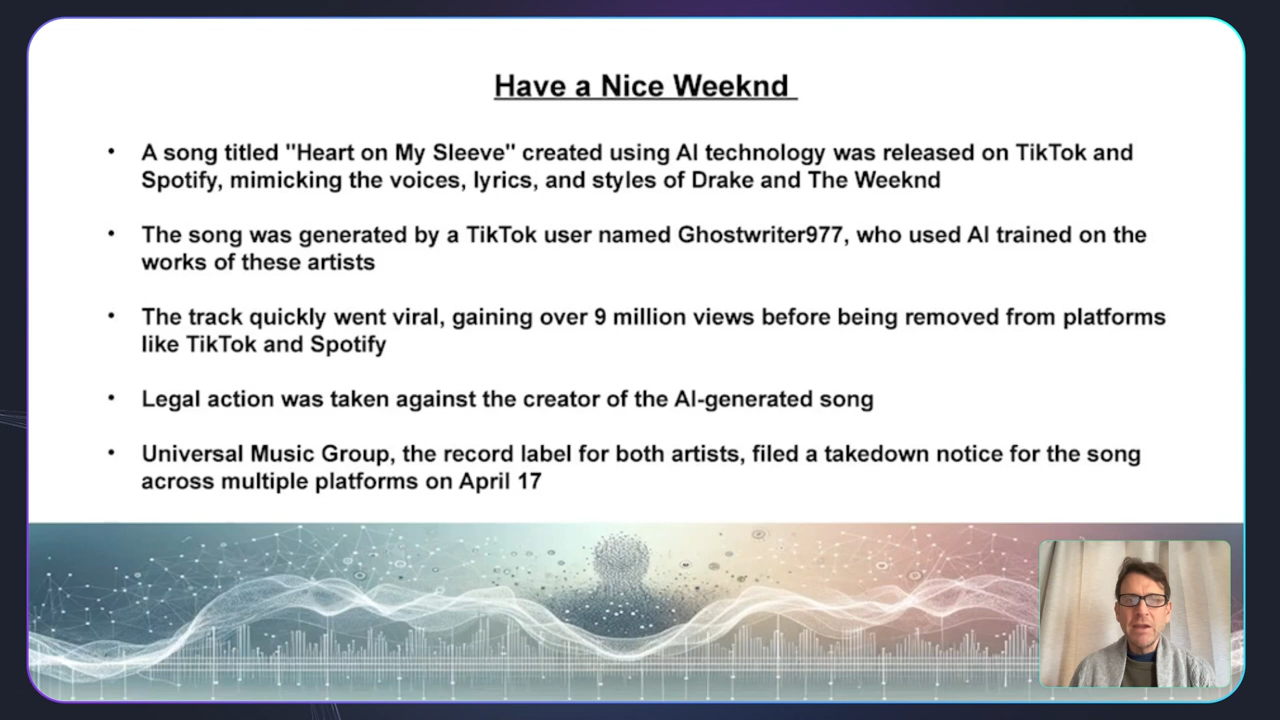 Have a Nice Weeknd
• A song titled "Heart on My Sleeve" created using AI technology was released on TikTok and
Spotify, mimicking the voices, lyrics, and styles of Drake and The Weeknd
• The song was generated by a TikTok user named Ghostwriter977, who used AI trained on the
works of these artists
• The track quickly went viral, gaining over 9 million views before being removed from platforms
like TikTok and Spotify
• Legal action was taken against the creator of the AI-generated song
• Universal Music Group, the record label for both artists, filed a takedown notice for the song
across multiple platforms on April 17